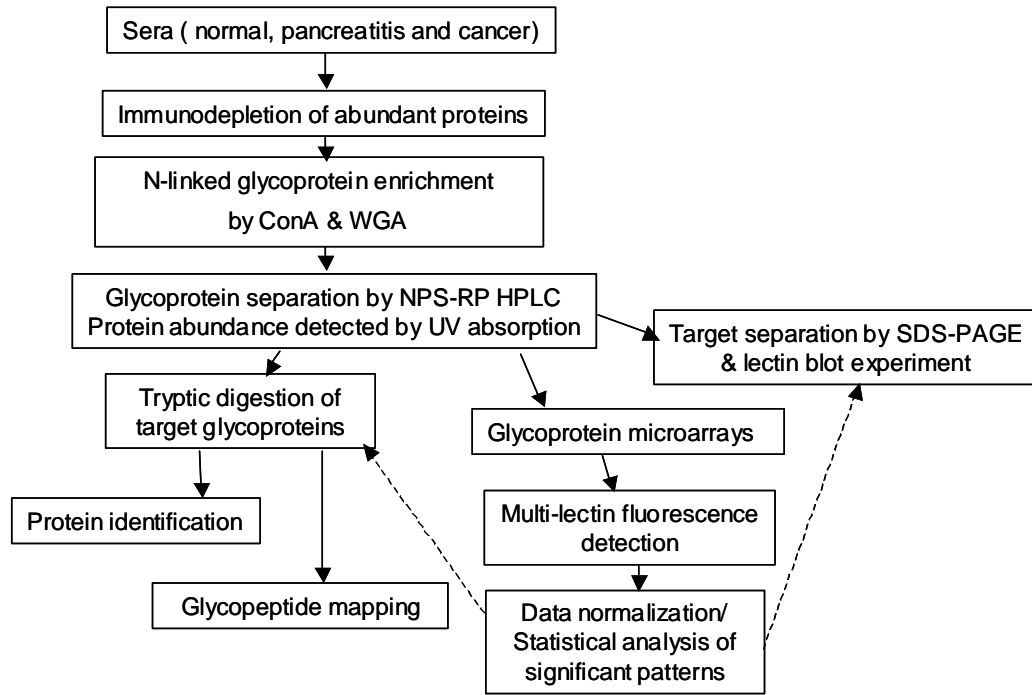 Sera ( normal, pancreatitis and cancer)
Immunodepletion of abundant proteins
N-linked glycoprotein enrichment
by ConA & WGA
Glycoprotein separation by NPS-RP HPLC
Protein abundance detected by UV absorption
Target separation by SDS-PAGE
& lectin blot experiment
Tryptic digestion of
target glycoproteins
Glycoprotein microarrays
Protein identification
Multi-lectin fluorescence
detection
Glycopeptide mapping
Data normalization/
Statistical analysis of
significant patterns